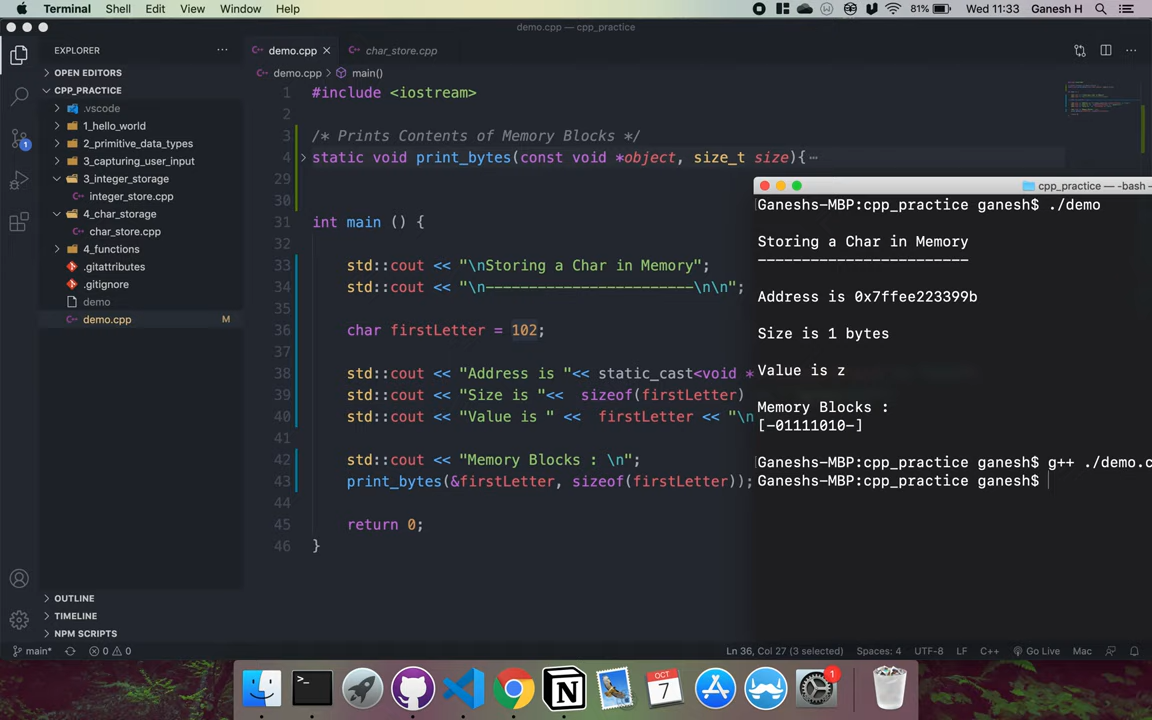 Terminal Shell Edit View Window Help 81% Wed 11:33 Ganesh H
demo.cpp — cpp_practice
EXPLORER
OPEN EDITORS
CPP_PRACTICE
.vscode
1_hello_world
2_primitive_data_types
3_capturing_user_input
3_integer_storage
integer_store.cpp
4_char_storage
char_store.cpp
4_functions
.gitattributes
.gitignore
demo
demo.cpp M
OUTLINE
TIMELINE
NPM SCRIPTS
demo.cpp char_store.cpp
demo.cpp > main()
1 #include <iostream>
2
3 /* Prints Contents of Memory Blocks */
4 static void print_bytes(const void *object, size_t size){
29
30
31 int main () {
32
33 std::cout << "\nStoring a Char in Memory";
34 std::cout << "\n------------------------\n\n";
35
36 char firstLetter = 102;
37
38 std::cout << "Address is "<< static_cast<void *
39 std::cout << "Size is "<< sizeof(firstLetter)
40 std::cout << "Value is " << firstLetter << "\n
41
42 std::cout << "Memory Blocks : \n";
43 print_bytes(&firstLetter, sizeof(firstLetter));
44
45 return 0;
46 }
cpp_practice — -bash
Ganeshs-MBP:cpp_practice ganesh$ ./demo
Storing a Char in Memory
------------------------
Address is 0x7ffee223399b
Size is 1 bytes
Value is z
Memory Blocks :
[-01111010-]
Ganeshs-MBP:cpp_practice ganesh$ g++ ./demo.c
Ganeshs-MBP:cpp_practice ganesh$
main* 0 0 Ln 36, Col 27 (3 selected) Spaces: 4 UTF-8 LF C++ Go Live Mac
OCT
7
1